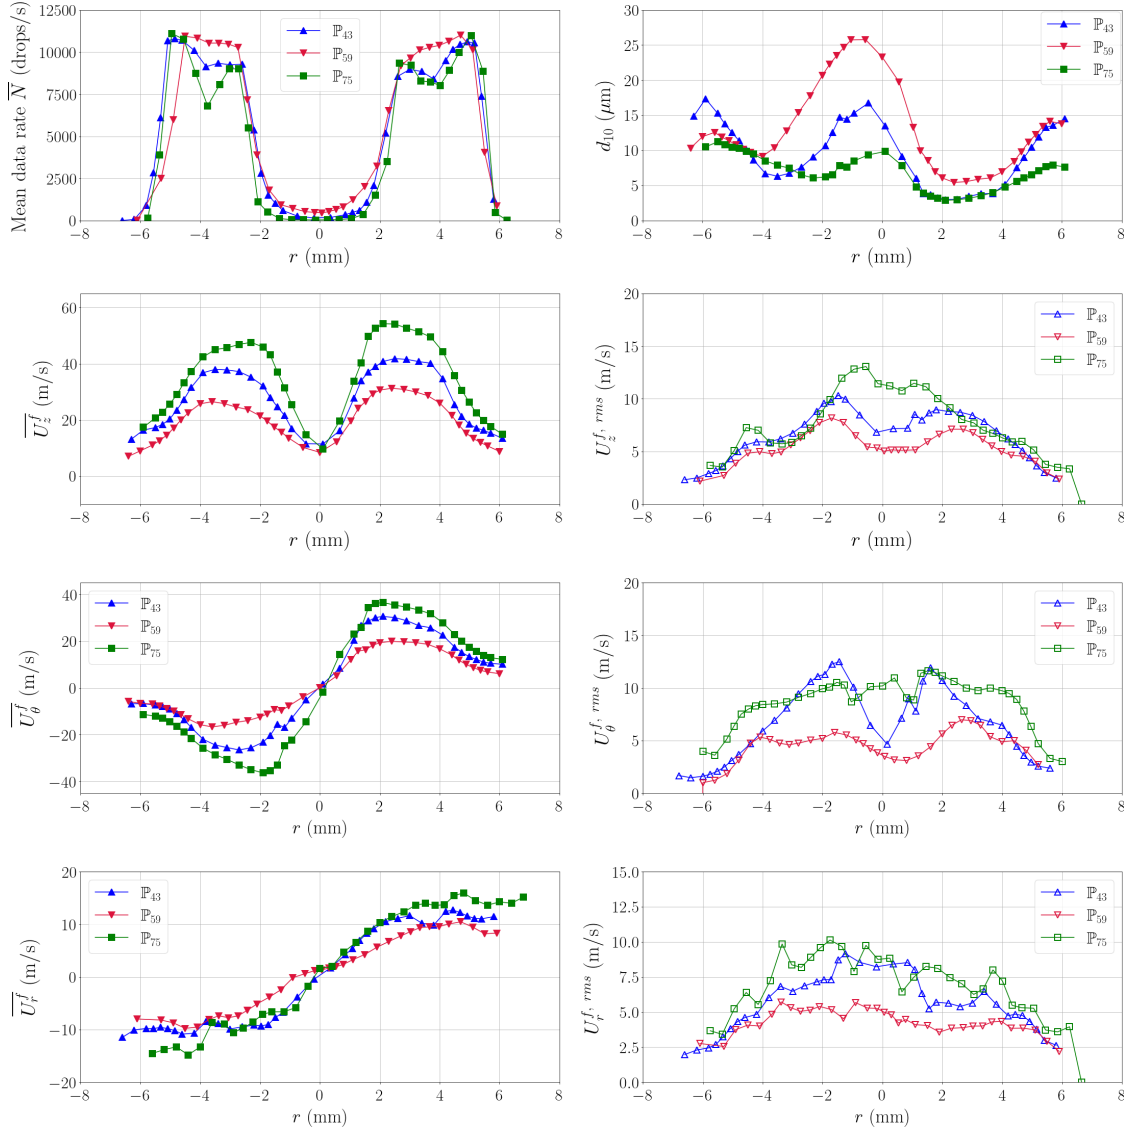 Mean data rate N̅ (drops/s)
12500
10000
7500
5000
2500
0
−8 −6 −4 −2 0 2 4 6 8
r (mm)
ℙ43
ℙ59
ℙ75
d10 (μm)
30
25
20
15
10
5
0
−8 −6 −4 −2 0 2 4 6 8
r (mm)
ℙ43
ℙ59
ℙ75
U_z^f (m/s)
60
40
20
0
−8 −6 −4 −2 0 2 4 6 8
r (mm)
U_z^{f, rms} (m/s)
20
15
10
5
0
−8 −6 −4 −2 0 2 4 6 8
r (mm)
ℙ43
ℙ59
ℙ75
U_θ^f (m/s)
40
20
0
−20
−40
−8 −6 −4 −2 0 2 4 6 8
r (mm)
ℙ43
ℙ59
ℙ75
U_θ^{f, rms} (m/s)
20
15
10
5
0
−8 −6 −4 −2 0 2 4 6 8
r (mm)
ℙ43
ℙ59
ℙ75
U_r^f (m/s)
20
10
0
−10
−20
−8 −6 −4 −2 0 2 4 6 8
r (mm)
ℙ43
ℙ59
ℙ75
U_r^{f, rms} (m/s)
15.0
12.5
10.0
7.5
5.0
2.5
0.0
−8 −6 −4 −2 0 2 4 6 8
r (mm)
ℙ43
ℙ59
ℙ75